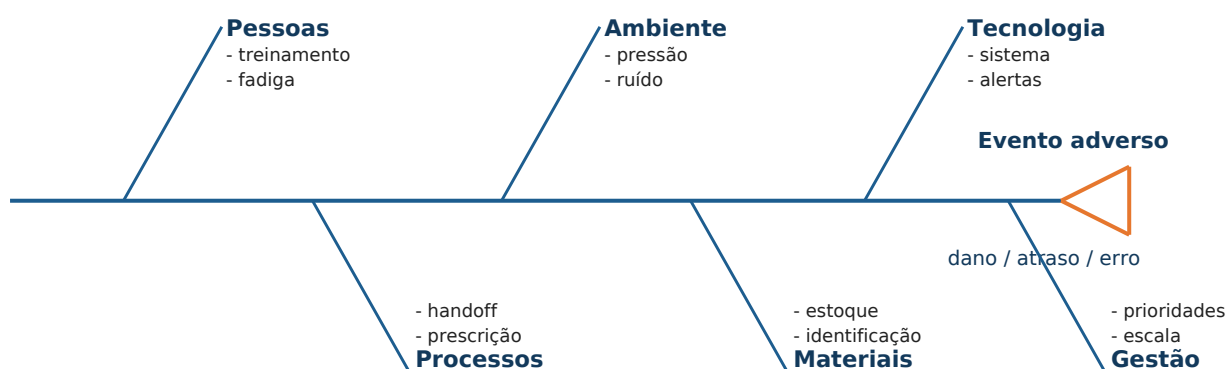 Pessoas
- treinamento
- fadiga
Ambiente
- pressão
- ruído
Tecnologia
- sistema
- alertas
Evento adverso
dano / atraso / erro
- handoff
- prescrição
Processos
- estoque
- identificação
Materiais
- prioridades
- escala
Gestão